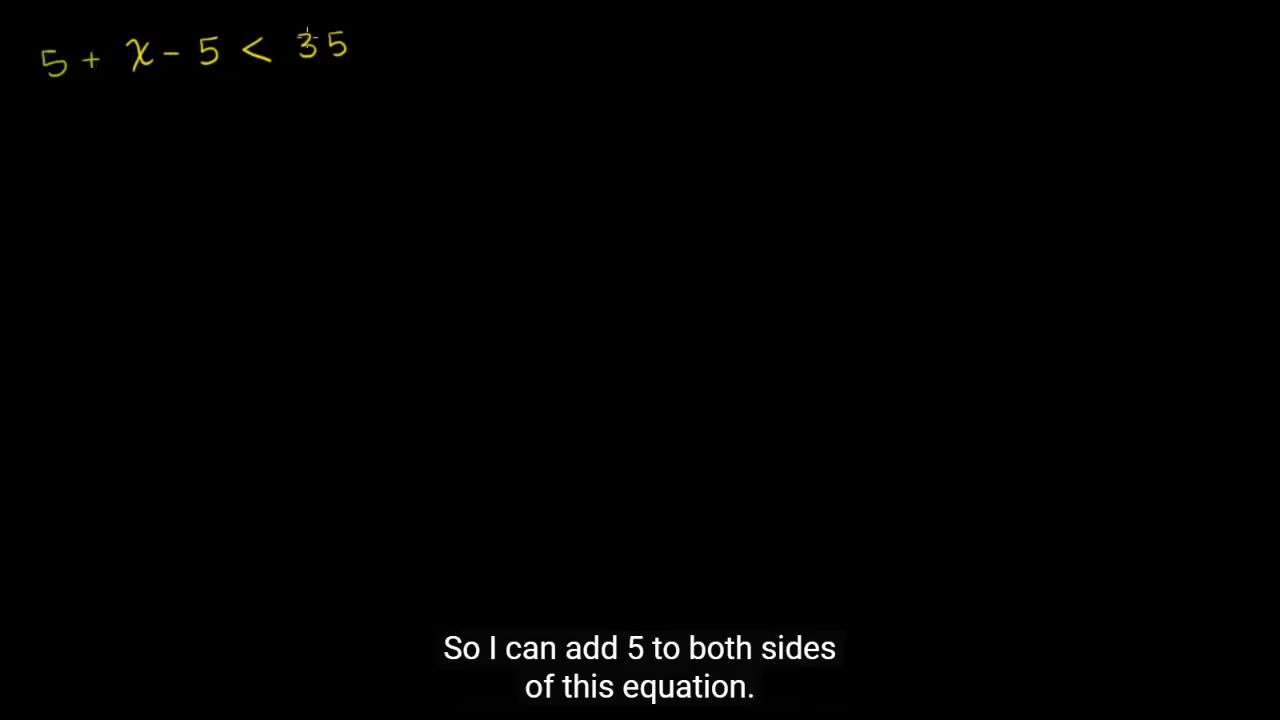 5 + x - 5 < 35
So I can add 5 to both sides
of this equation.